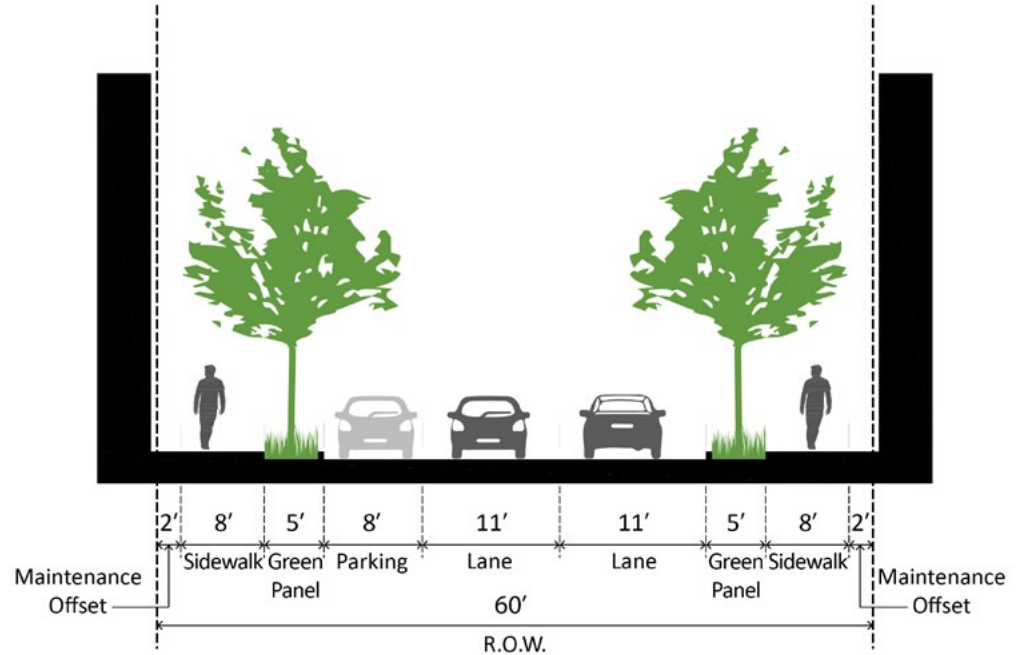 2′ 8′ 5′ 8′ 11′ 11′ 5′ 8′ 2′
Sidewalk Green Parking Lane Lane Green Sidewalk
Panel Panel
Maintenance
Offset
Maintenance
Offset
60′
R.O.W.